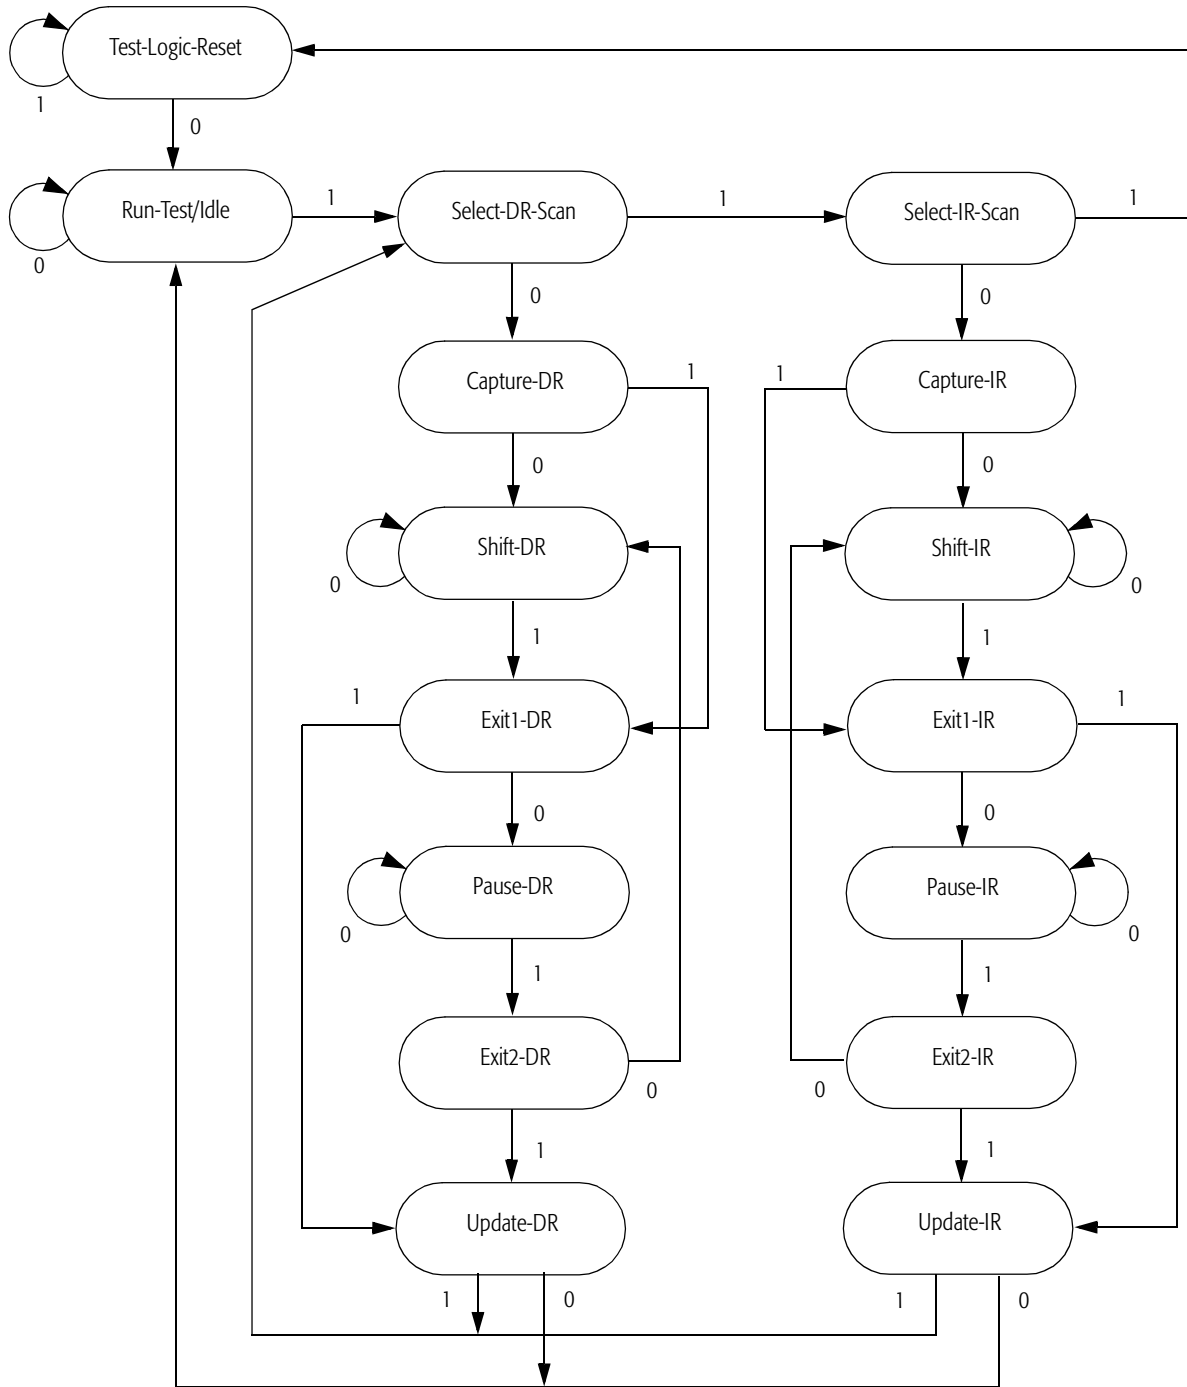 Test-Logic-Reset
1
0
Run-Test/Idle
0
1
Select-DR-Scan
1
Select-IR-Scan
1
0
0
Capture-DR
1
1
Capture-IR
0
0
Shift-DR
0
Shift-IR
0
1
1
1
Exit1-DR
Exit1-IR
1
0
0
Pause-DR
0
Pause-IR
0
1
1
Exit2-DR
0
Exit2-IR
0
1
1
Update-DR
Update-IR
1
0
1
0